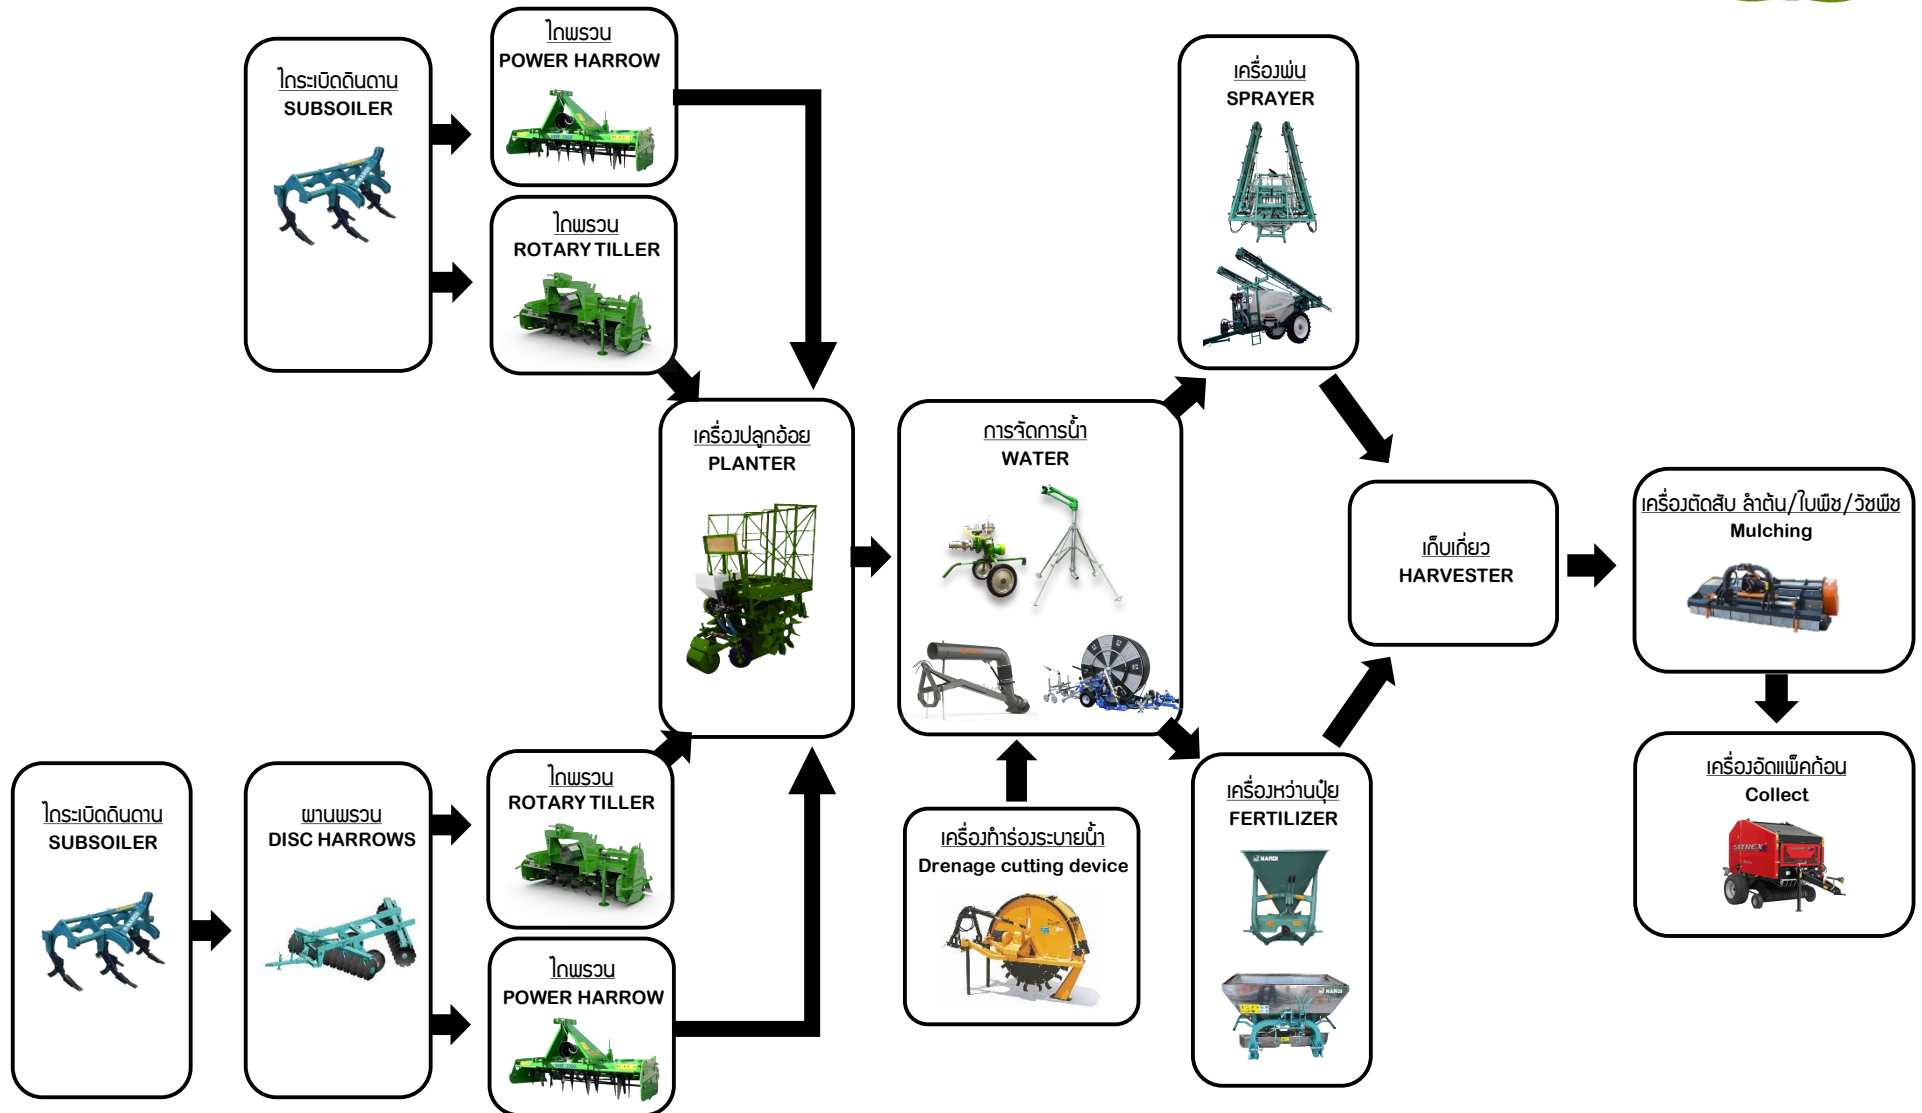 ไถพรวน
POWER HARROW
ไถระเบิดดินดาน
SUBSOILER
เครื่องพ่น
SPRAYER
ไถพรวน
ROTARY TILLER
เครื่องปลูกอ้อย
PLANTER
การจัดการน้ำ
WATER
เก็บเกี่ยว
HARVESTER
เครื่องตัดสับ ลำต้น/ใบพืช/วัชพืช
Mulching
ไถระเบิดดินดาน
SUBSOILER
ผานพรวน
DISC HARROWS
ไถพรวน
ROTARY TILLER
ไถพรวน
POWER HARROW
เครื่องทำร่องระบายน้ำ
Drenage cutting device
เครื่องหว่านปุ๋ย
FERTILIZER
NARDI
NARDI
เครื่องอัดแพ็คก้อน
Collect
SITREX